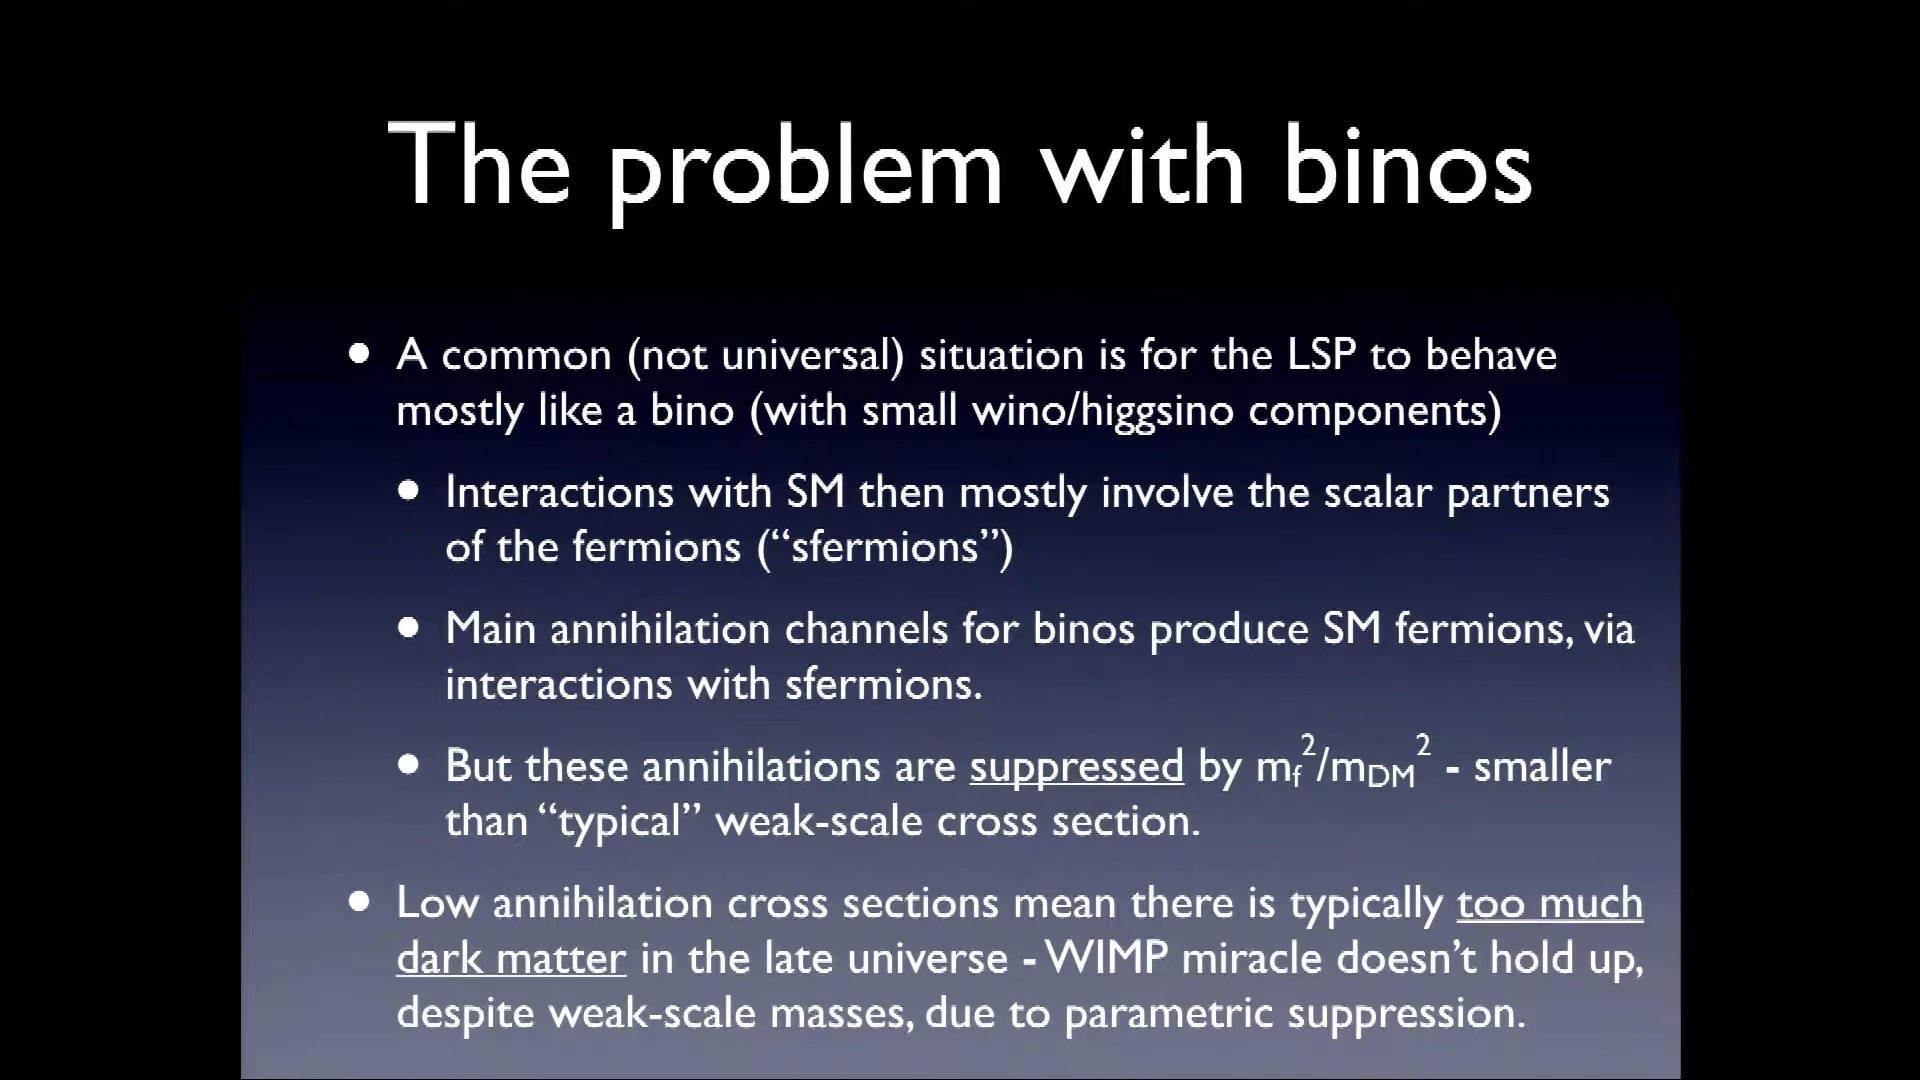 The problem with binos
• A common (not universal) situation is for the LSP to behave
mostly like a bino (with small wino/higgsino components)
• Interactions with SM then mostly involve the scalar partners
of the fermions (“sfermions”)
• Main annihilation channels for binos produce SM fermions, via
interactions with sfermions.
• But these annihilations are suppressed by m_f^2/m_DM^2 - smaller
than “typical” weak-scale cross section.
• Low annihilation cross sections mean there is typically too much
dark matter in the late universe - WIMP miracle doesn’t hold up,
despite weak-scale masses, due to parametric suppression.